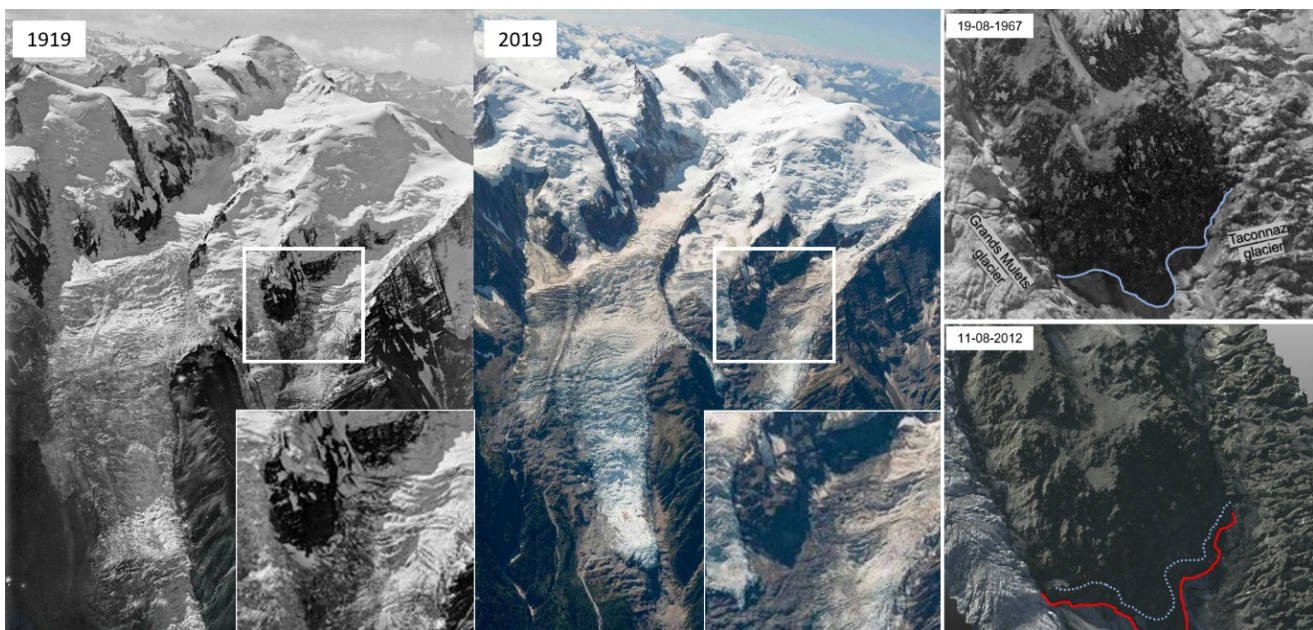 1919
2019
19-08-1967
Grands Mulets
glacier
Taconnaz
glacier
11-08-2012